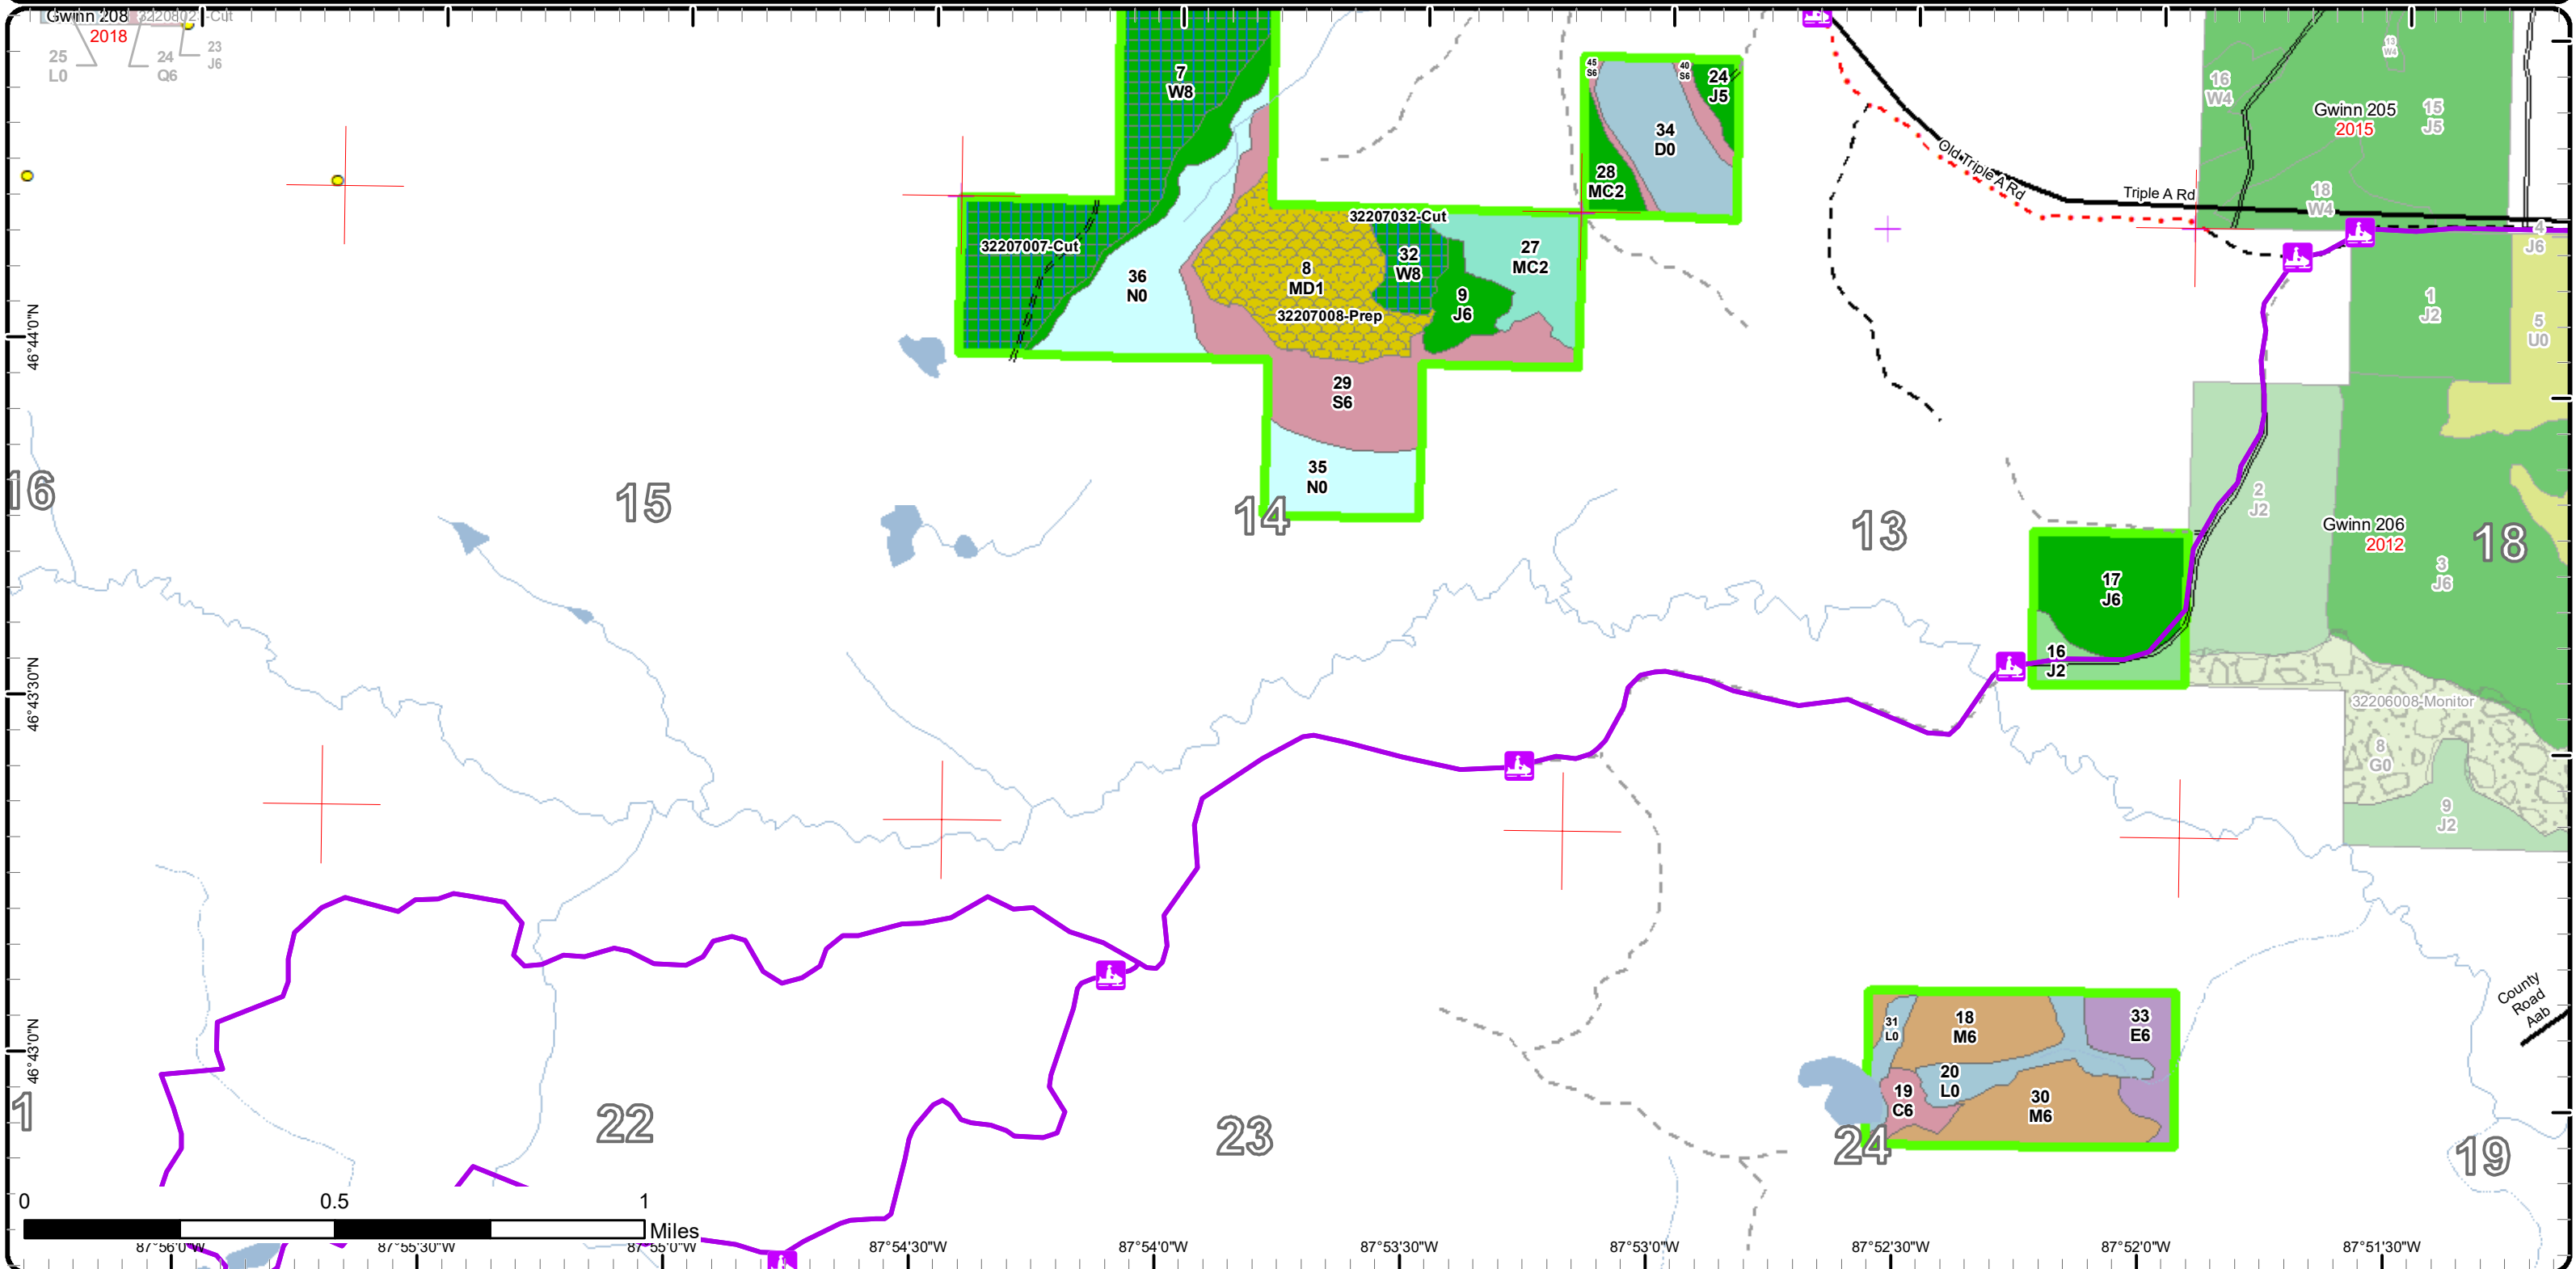 Gwinn 208
2018
32208023-Cut
25
L0
24
Q6
23
J6
7
W8
45
S6
40
S6
24
J5
34
D0
28
MC2
16
W4
13
W4
Gwinn 205
2015
15
J5
18
W4
Old Triple A Rd
Triple A Rd
4
J6
32207007-Cut
36
N0
32207032-Cut
8
MD1
32207008-Prep
32
W8
27
MC2
9
J6
1
J2
5
U0
46°44'0"N
29
S6
35
N0
16
15
14
13
2
J2
Gwinn 206
2012
3
J6
18
17
J6
16
J2
46°43'30"N
32206008-Monitor
8
G0
9
J2
County
Road
Aab
46°43'0"N
31
L0
18
M6
33
E6
20
L0
19
C6
30
M6
1
22
23
24
19
0
0.5
1
Miles
87°56'0"W
87°55'30"W
87°55'0"W
87°54'30"W
87°54'0"W
87°53'30"W
87°53'0"W
87°52'30"W
87°52'0"W
87°51'30"W